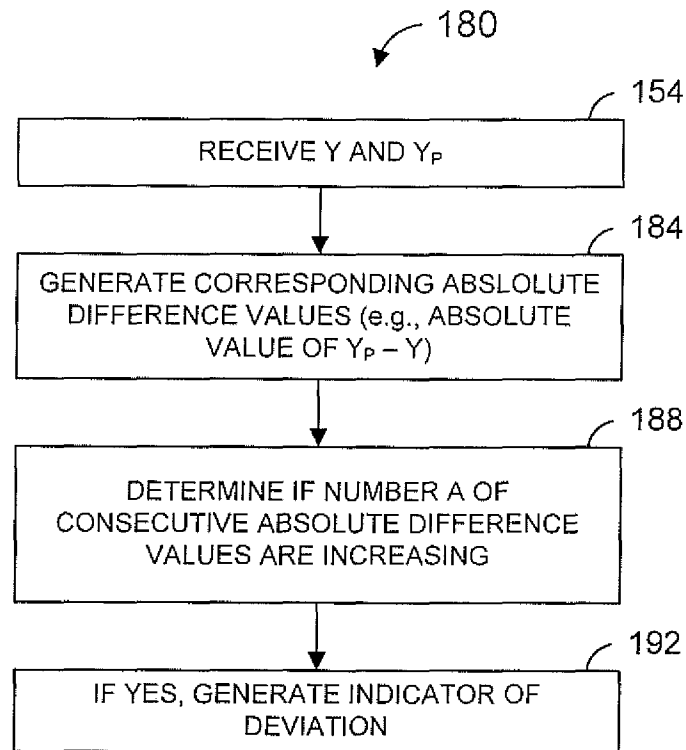 180
154
RECEIVE Y AND Yₚ
184
GENERATE CORRESPONDING ABSLOLUTE
DIFFERENCE VALUES (e.g., ABSOLUTE
VALUE OF Yₚ – Y)
188
DETERMINE IF NUMBER A OF
CONSECUTIVE ABSOLUTE DIFFERENCE
VALUES ARE INCREASING
192
IF YES, GENERATE INDICATOR OF
DEVIATION